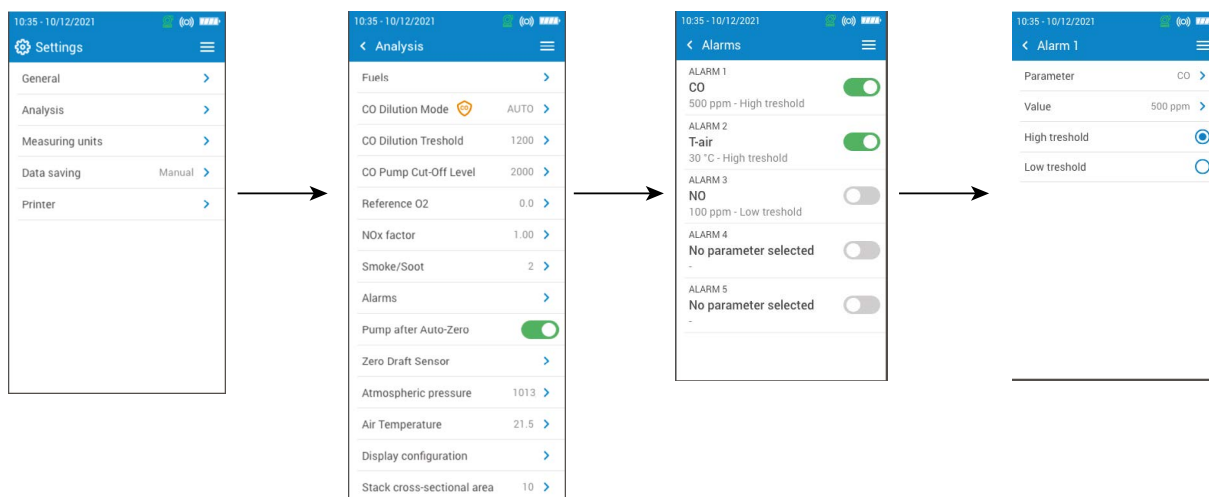 10:35 - 10/12/2021
Settings
General
Analysis
Measuring units
Data saving Manual
Printer
10:35 - 10/12/2021
Analysis
Fuels
CO Dilution Mode CO AUTO
CO Dilution Treshold 1200
CO Pump Cut-Off Level 2000
Reference O2 0.0
NOx factor 1.00
Smoke/Soot 2
Alarms
Pump after Auto-Zero
Zero Draft Sensor
Atmospheric pressure 1013
Air Temperature 21.5
Display configuration
Stack cross-sectional area 10
10:35 - 10/12/2021
Alarms
ALARM 1
CO
500 ppm - High treshold
ALARM 2
T-air
30 °C - High treshold
ALARM 3
NO
100 ppm - Low treshold
ALARM 4
No parameter selected
-
ALARM 5
No parameter selected
-
10:35 - 10/12/2021
Alarm 1
Parameter CO
Value 500 ppm
High treshold
Low treshold